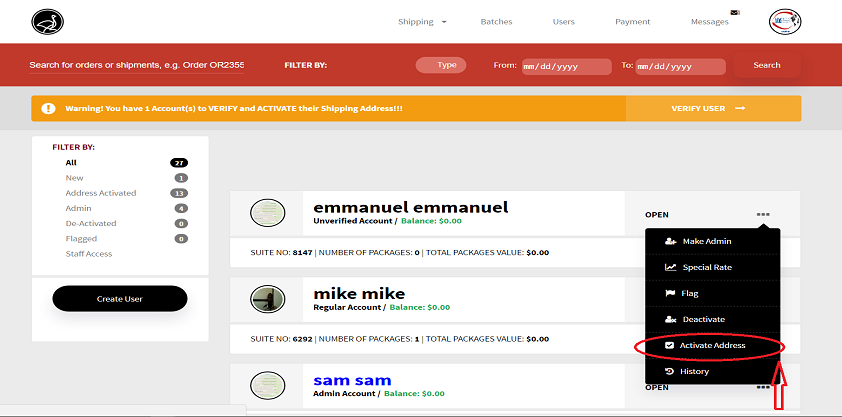 Shipping Batches Users Payment Messages
Search for orders or shipments, e.g. Order OR2355 FILTER BY: Type From: mm/dd/yyyy To: mm/dd/yyyy Search
Warning! You have 1 Account(s) to VERIFY and ACTIVATE their Shipping Address!!! VERIFY USER
FILTER BY:
All 27
New 1
Address Activated 13
Admin 4
De-Activated 0
Flagged 0
Staff Access
Create User
emmanuel emmanuel
Unverified Account / Balance: $0.00
OPEN
SUITE NO: 8147 | NUMBER OF PACKAGES: 0 | TOTAL PACKAGES VALUE: $0.00
Make Admin
Special Rate
Flag
Deactivate
Activate Address
History
mike mike
Regular Account / Balance: $0.00
SUITE NO: 6292 | NUMBER OF PACKAGES: 1 | TOTAL PACKAGES VALUE: $0.00
sam sam
Admin Account / Balance: $0.00
OPEN